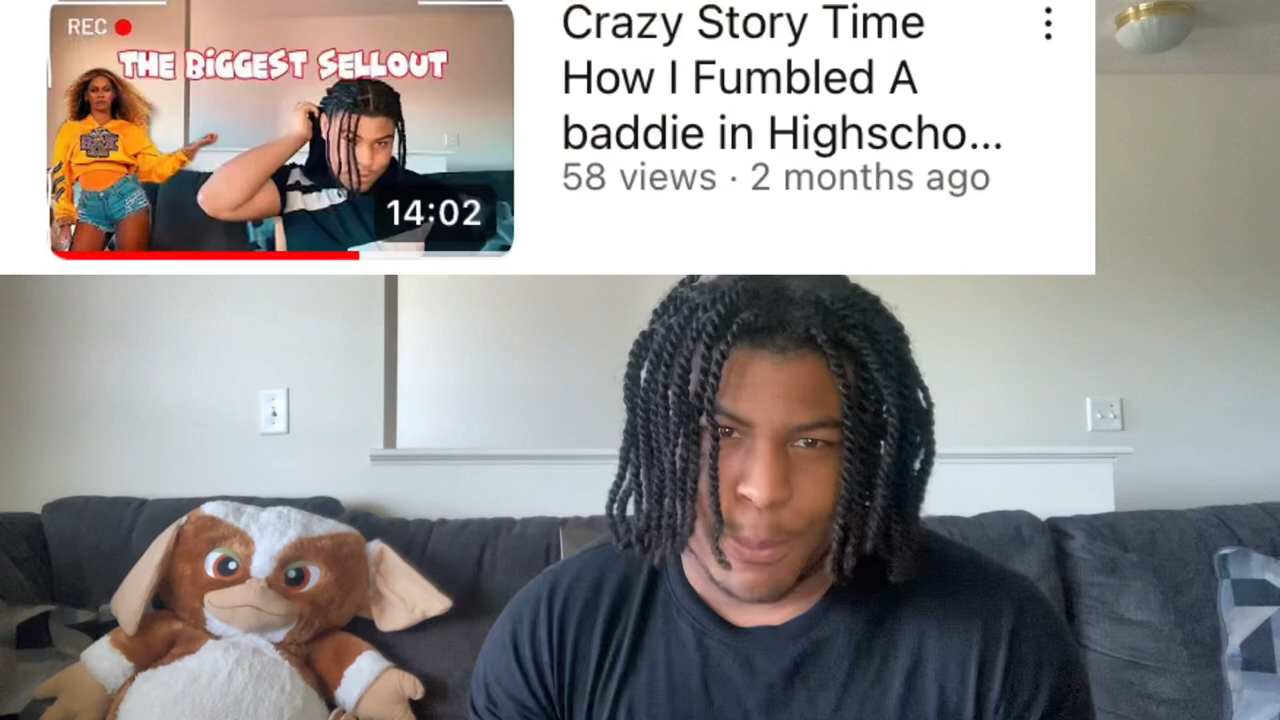 REC
THE BIGGEST SELLOUT
14:02
Crazy Story Time
How I Fumbled A
baddie in Highscho...
58 views · 2 months ago